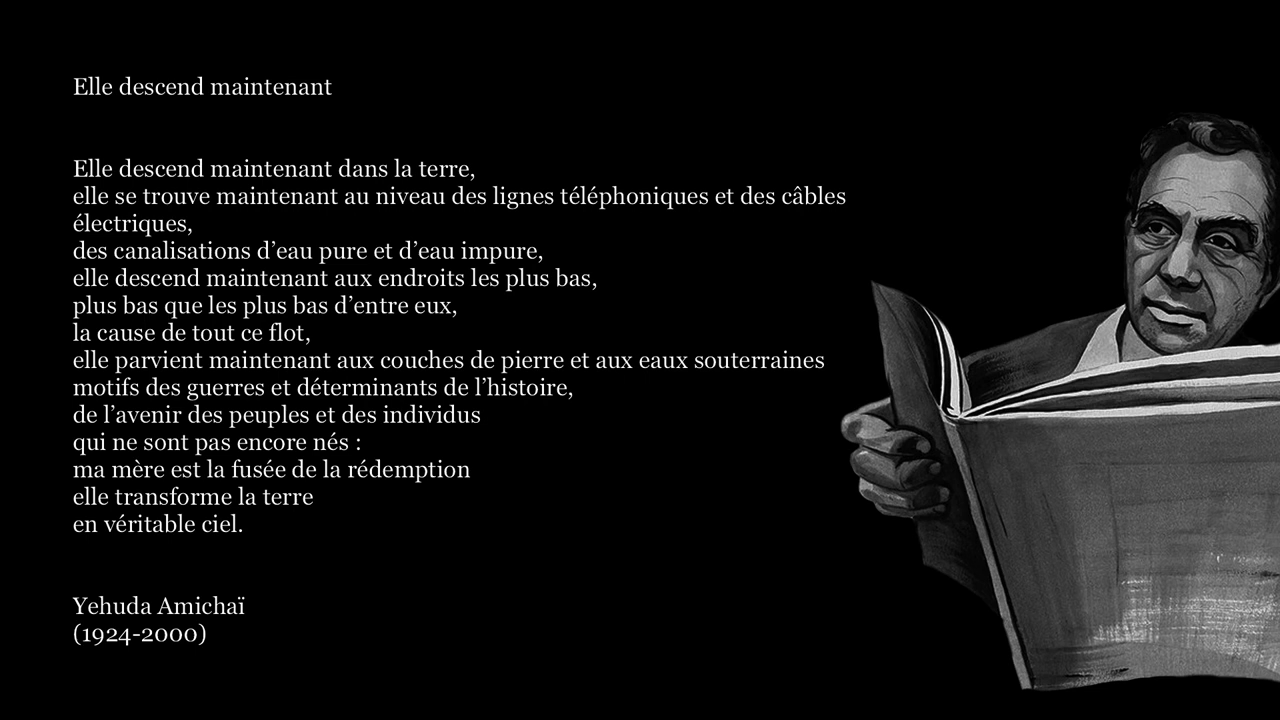 Elle descend maintenant
Elle descend maintenant dans la terre,
elle se trouve maintenant au niveau des lignes téléphoniques et des câbles
électriques,
des canalisations d’eau pure et d’eau impure,
elle descend maintenant aux endroits les plus bas,
plus bas que les plus bas d’entre eux,
la cause de tout ce flot,
elle parvient maintenant aux couches de pierre et aux eaux souterraines
motifs des guerres et déterminants de l’histoire,
de l’avenir des peuples et des individus
qui ne sont pas encore nés :
ma mère est la fusée de la rédemption
elle transforme la terre
en véritable ciel.
Yehuda Amichaï
(1924-2000)